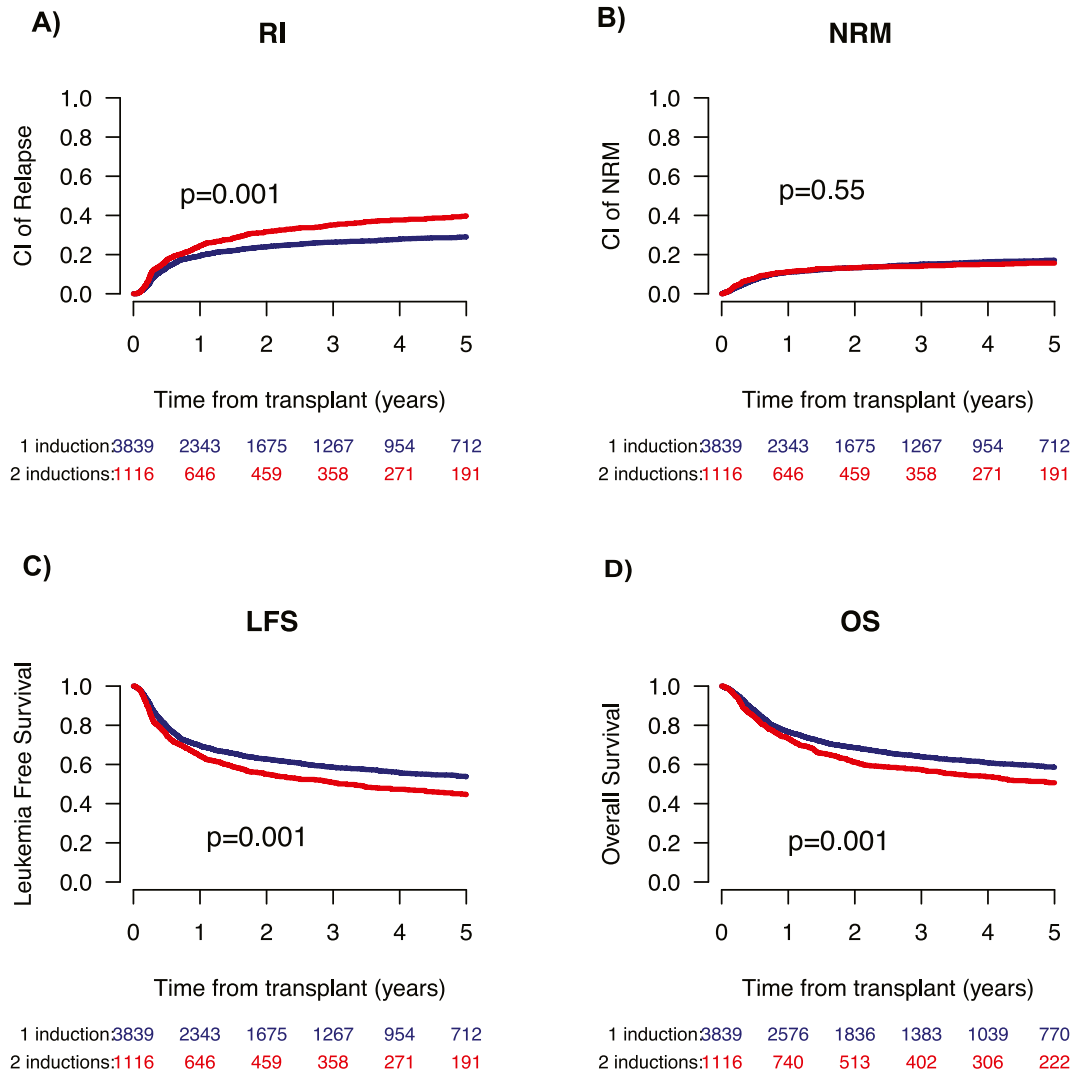 A)
RI
CI of Relapse
1.0
0.8
0.6
0.4
0.2
0.0
p=0.001
0 1 2 3 4 5
Time from transplant (years)
1 induction: 3839 2343 1675 1267 954 712
2 inductions: 1116 646 459 358 271 191
B)
NRM
CI of NRM
1.0
0.8
0.6
0.4
0.2
0.0
p=0.55
0 1 2 3 4 5
Time from transplant (years)
1 induction: 3839 2343 1675 1267 954 712
2 inductions: 1116 646 459 358 271 191
C)
LFS
Leukemia Free Survival
1.0
0.8
0.6
0.4
0.2
0.0
p=0.001
0 1 2 3 4 5
Time from transplant (years)
1 induction: 3839 2343 1675 1267 954 712
2 inductions: 1116 646 459 358 271 191
D)
OS
Overall Survival
1.0
0.8
0.6
0.4
0.2
0.0
p=0.001
0 1 2 3 4 5
Time from transplant (years)
1 induction: 3839 2576 1836 1383 1039 770
2 inductions: 1116 740 513 402 306 222